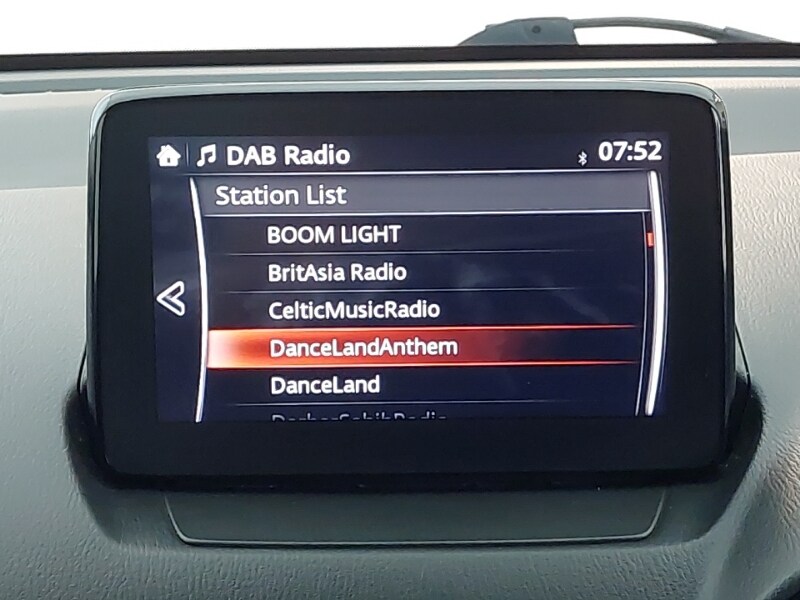 DAB Radio
07:52
Station List
BOOM LIGHT
BritAsia Radio
CelticMusicRadio
DanceLandAnthem
DanceLand